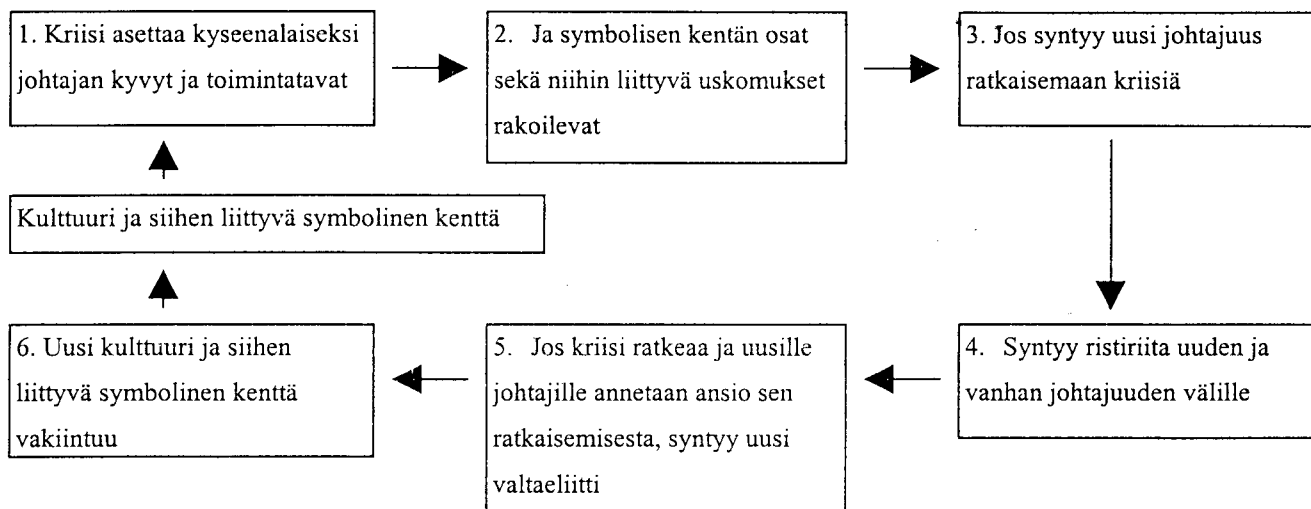 1. Kriisi asettaa kyseenalaiseksi
johtajan kyvyt ja toimintatavat
2. Ja symbolisen kentän osat
sekä niihin liittyvä uskomukset
rakoilevat
3. Jos syntyy uusi johtajuus
ratkaisemaan kriisiä
Kulttuuri ja siihen liittyvä symbolinen kenttä
4. Syntyy ristiriita uuden ja
vanhan johtajuuden välille
5. Jos kriisi ratkeaa ja uusille
johtajille annetaan ansio sen
ratkaisemisesta, syntyy uusi
valtaeliitti
6. Uusi kulttuuri ja siihen
liittyvä symbolinen kenttä
vakiintuu